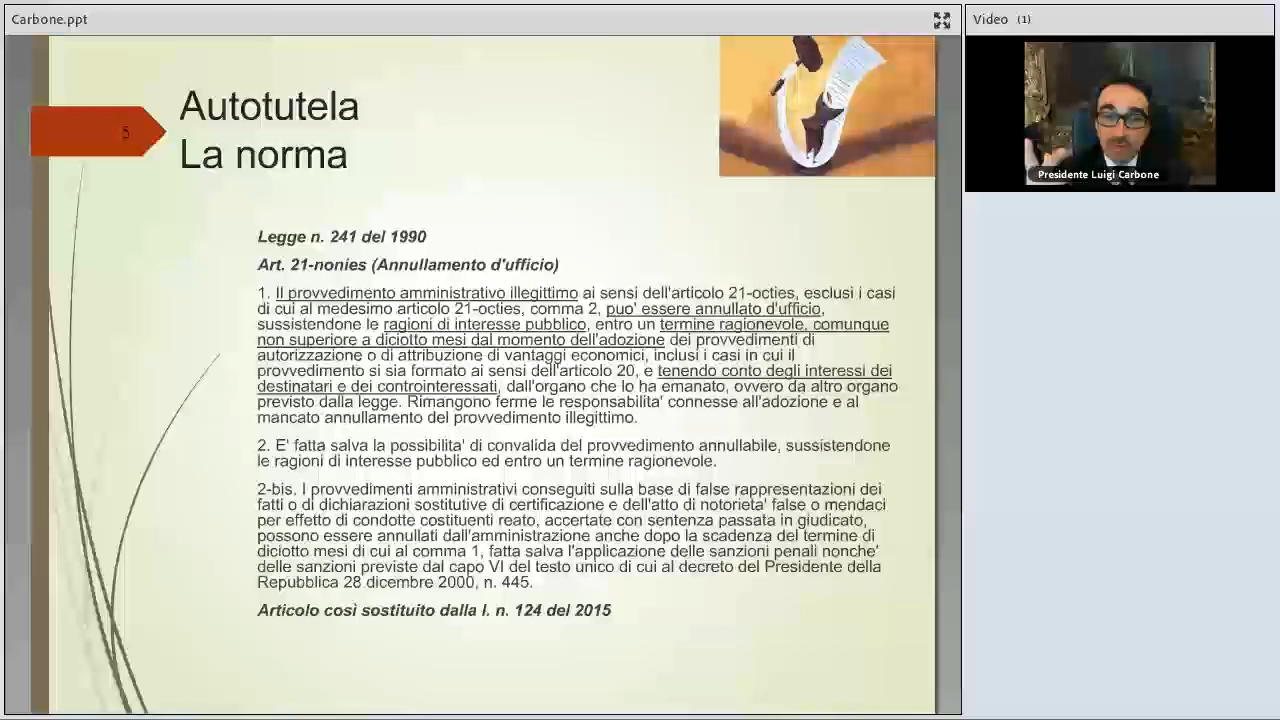 Carbone.ppt
Video (1)
Autotutela
La norma
5
Presidente Luigi Carbone
Legge n. 241 del 1990
Art. 21-nonies (Annullamento d'ufficio)
1. Il provvedimento amministrativo illegittimo ai sensi dell'articolo 21-octies, esclusi i casi
di cui al medesimo articolo 21-octies, comma 2, puo' essere annullato d'ufficio,
sussistendone le ragioni di interesse pubblico, entro un termine ragionevole, comunque
non superiore a diciotto mesi dal momento dell'adozione dei provvedimenti di
autorizzazione o di attribuzione di vantaggi economici, inclusi i casi in cui il
provvedimento si sia formato ai sensi dell'articolo 20, e tenendo conto degli interessi dei
destinatari e dei controinteressati, dall'organo che lo ha emanato, ovvero da altro organo
previsto dalla legge. Rimangono ferme le responsabilita' connesse all'adozione e al
mancato annullamento del provvedimento illegittimo.
2. E' fatta salva la possibilita' di convalida del provvedimento annullabile, sussistendone
le ragioni di interesse pubblico ed entro un termine ragionevole.
2-bis. I provvedimenti amministrativi conseguiti sulla base di false rappresentazioni dei
fatti o di dichiarazioni sostitutive di certificazione e dell'atto di notorieta' false o mendaci
per effetto di condotte costituenti reato, accertate con sentenza passata in giudicato,
possono essere annullati dall'amministrazione anche dopo la scadenza del termine di
diciotto mesi di cui al comma 1, fatta salva l'applicazione delle sanzioni penali nonche'
delle sanzioni previste dal capo VI del testo unico di cui al decreto del Presidente della
Repubblica 28 dicembre 2000, n. 445.
Articolo così sostituito dalla l. n. 124 del 2015